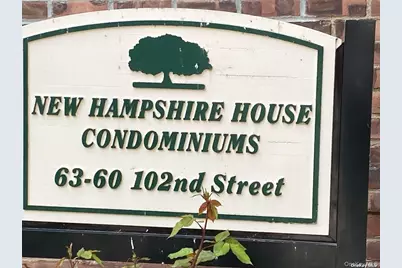 NEW HAMPSHIRE HOUSE
CONDOMINIUMS
63-60 102nd Street